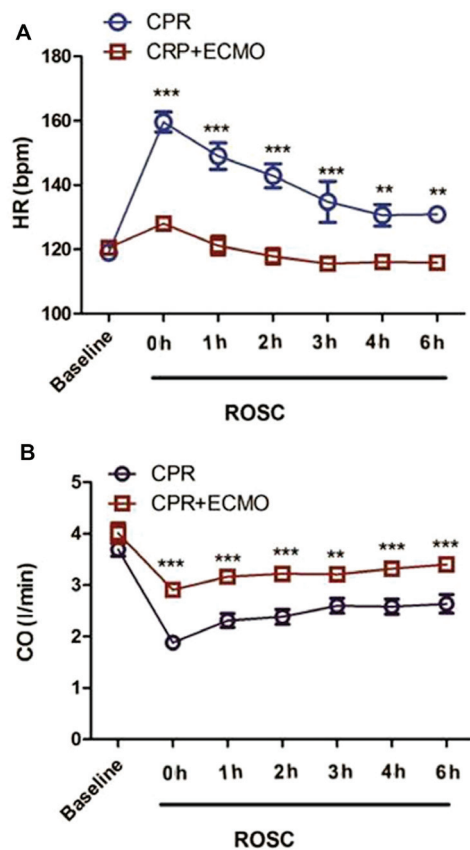 A
CPR
CRP+ECMO
180
160
140
120
100
HR (bpm)
*** *** *** *** ** **
Baseline 0h 1h 2h 3h 4h 6h
ROSC
B
CPR
CPR+ECMO
5
4
3
2
1
0
CO (l/min)
*** *** *** ** *** ***
Baseline 0h 1h 2h 3h 4h 6h
ROSC